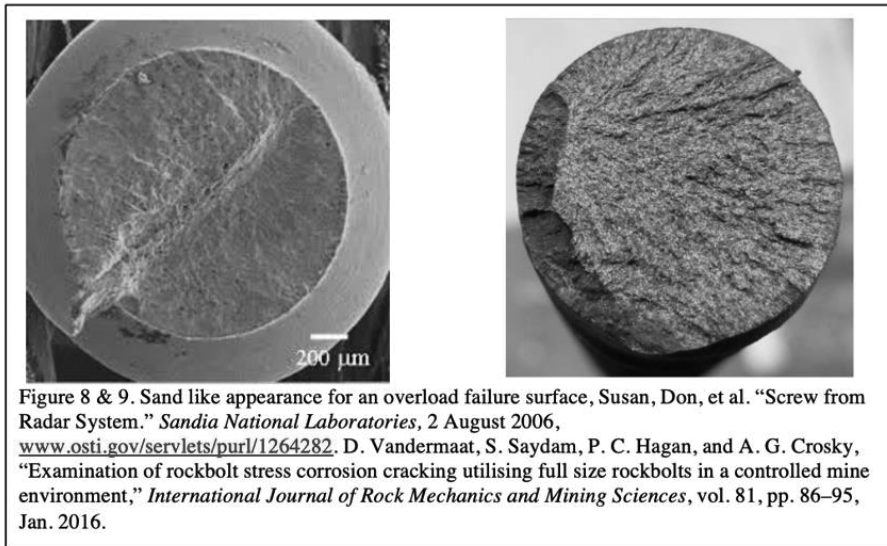 200 μm
Figure 8 & 9. Sand like appearance for an overload failure surface, Susan, Don, et al. “Screw from
Radar System.” Sandia National Laboratories, 2 August 2006,
www.osti.gov/servlets/purl/1264282. D. Vandermaat, S. Saydam, P. C. Hagan, and A. G. Crosky,
“Examination of rockbolt stress corrosion cracking utilising full size rockbolts in a controlled mine
environment,” International Journal of Rock Mechanics and Mining Sciences, vol. 81, pp. 86–95,
Jan. 2016.